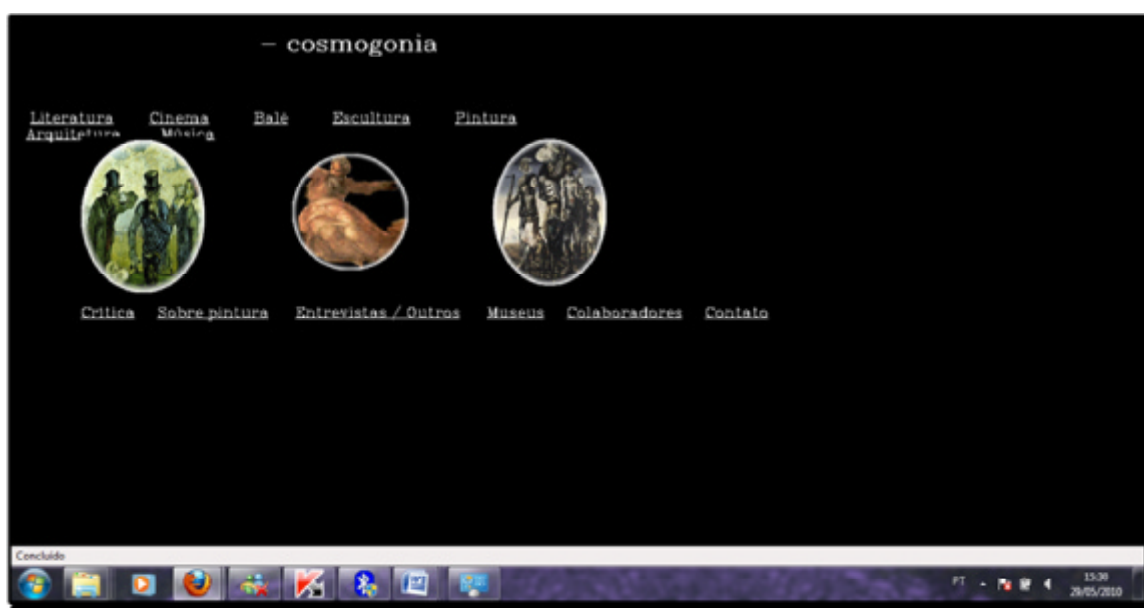 – cosmogonia
Literatura Cinema Balé Escultura Pintura
Arquitetura Música
Crítica Sobre pintura Entrevistas / Outros Museus Colaboradores Contato
Concluído
PT 15:38
29/05/2010